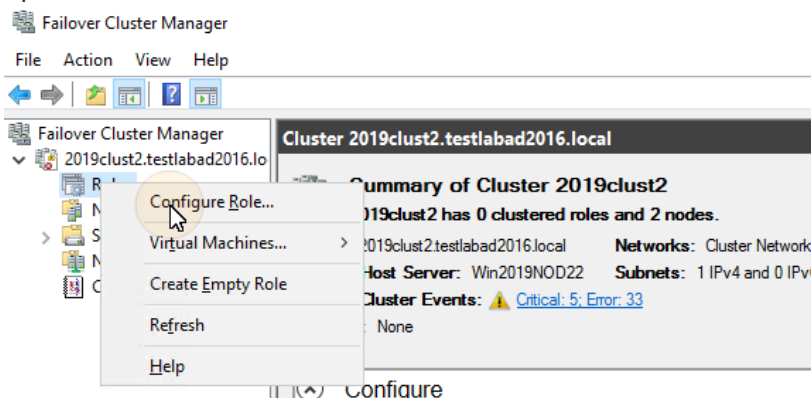 Failover Cluster Manager
File Action View Help
Failover Cluster Manager
Cluster 2019clust2.testlabad2016.local
2019clust2.testlabad2016.lo
Summary of Cluster 2019clust2
Configure Role...
019clust2 has 0 clustered roles and 2 nodes.
Virtual Machines...
2019clust2.testlabad2016.local Networks: Cluster Network
Create Empty Role
Host Server: Win2019NOD22 Subnets: 1 IPv4 and 0 IPv
Cluster Events: Critical: 5; Error: 33
Refresh
: None
Help
Configure